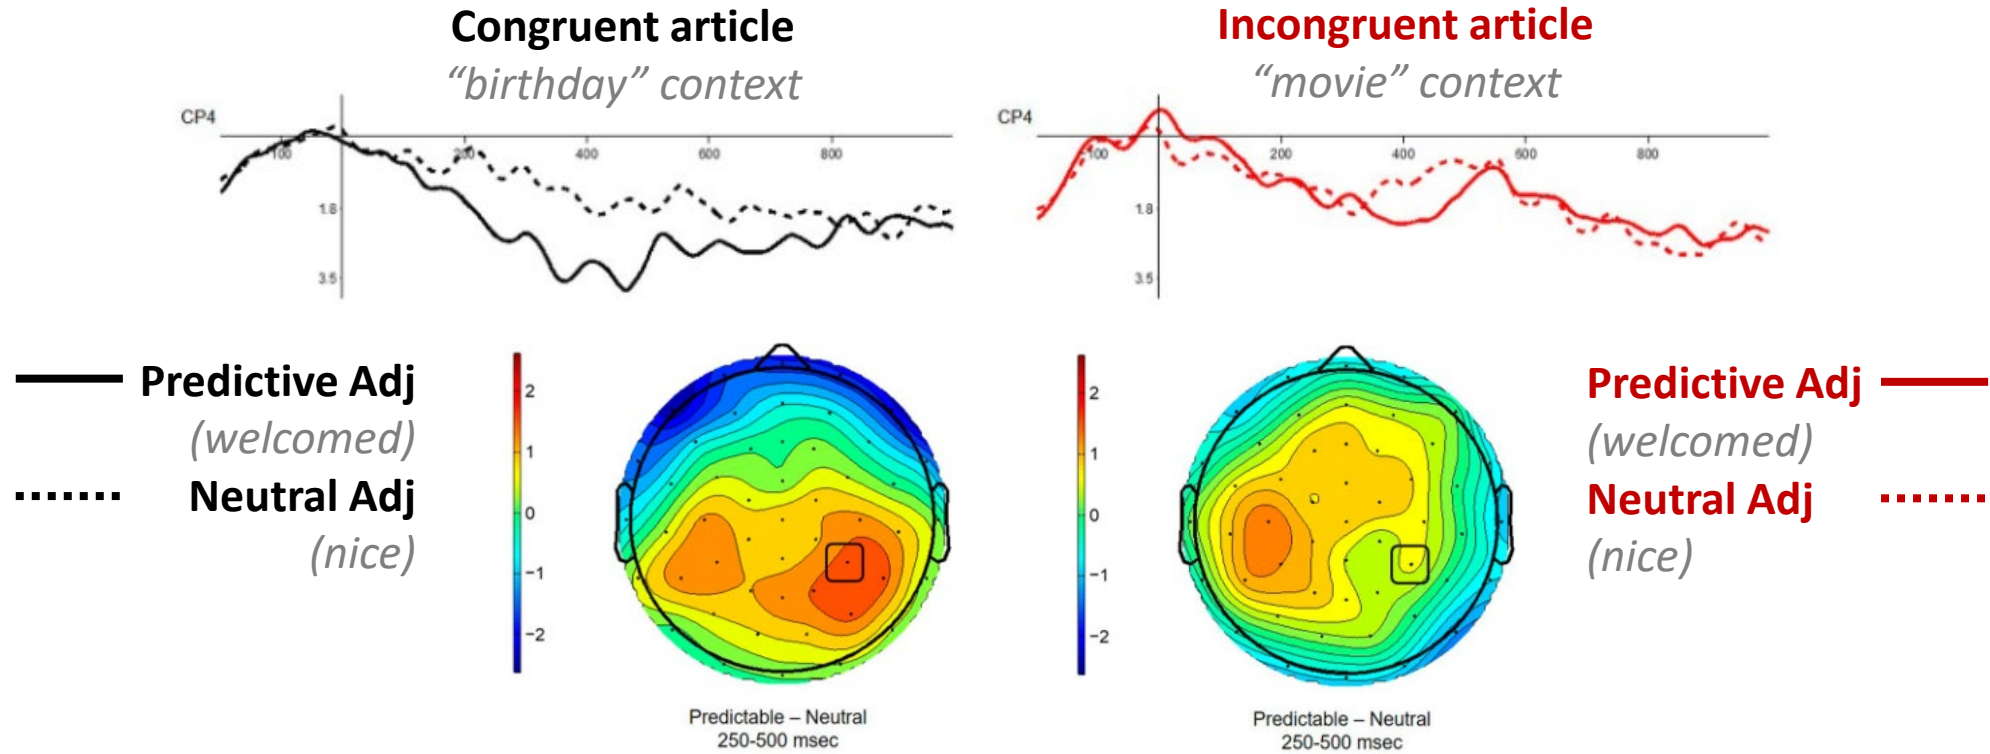 Congruent article
“birthday” context
CP4
100
200
400
600
800
1.8
3.5
Incongruent article
“movie” context
CP4
100
200
400
600
800
1.8
3.5
Predictive Adj
(welcomed)
Neutral Adj
(nice)
2
1
0
−1
−2
Predictable – Neutral
250-500 msec
2
1
0
−1
−2
Predictable – Neutral
250-500 msec
Predictive Adj
(welcomed)
Neutral Adj
(nice)